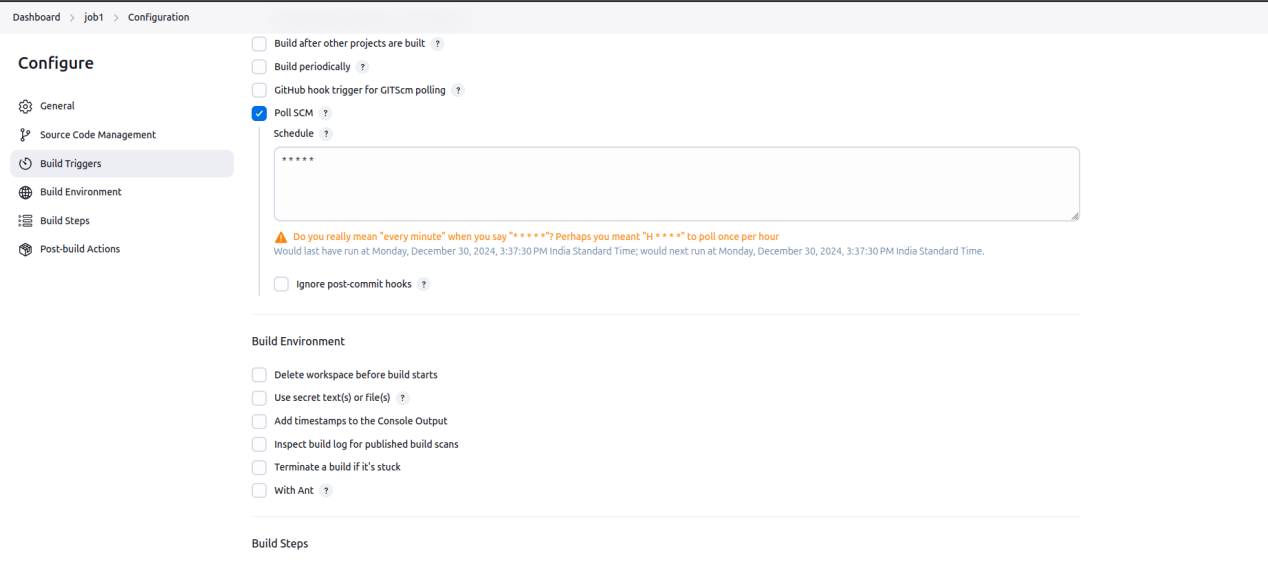 Dashboard > job1 > Configuration
Configure
General
Source Code Management
Build Triggers
Build Environment
Build Steps
Post-build Actions
Build after other projects are built ?
Build periodically ?
GitHub hook trigger for GITScm polling ?
Poll SCM ?
Schedule ?
* * * * *
Do you really mean "every minute" when you say "* * * * *"? Perhaps you meant "H * * * *" to poll once per hour
Would last have run at Monday, December 30, 2024, 3:37:30 PM India Standard Time; would next run at Monday, December 30, 2024, 3:37:30 PM India Standard Time.
Ignore post-commit hooks ?
Build Environment
Delete workspace before build starts
Use secret text(s) or file(s) ?
Add timestamps to the Console Output
Inspect build log for published build scans
Terminate a build if it's stuck
With Ant ?
Build Steps